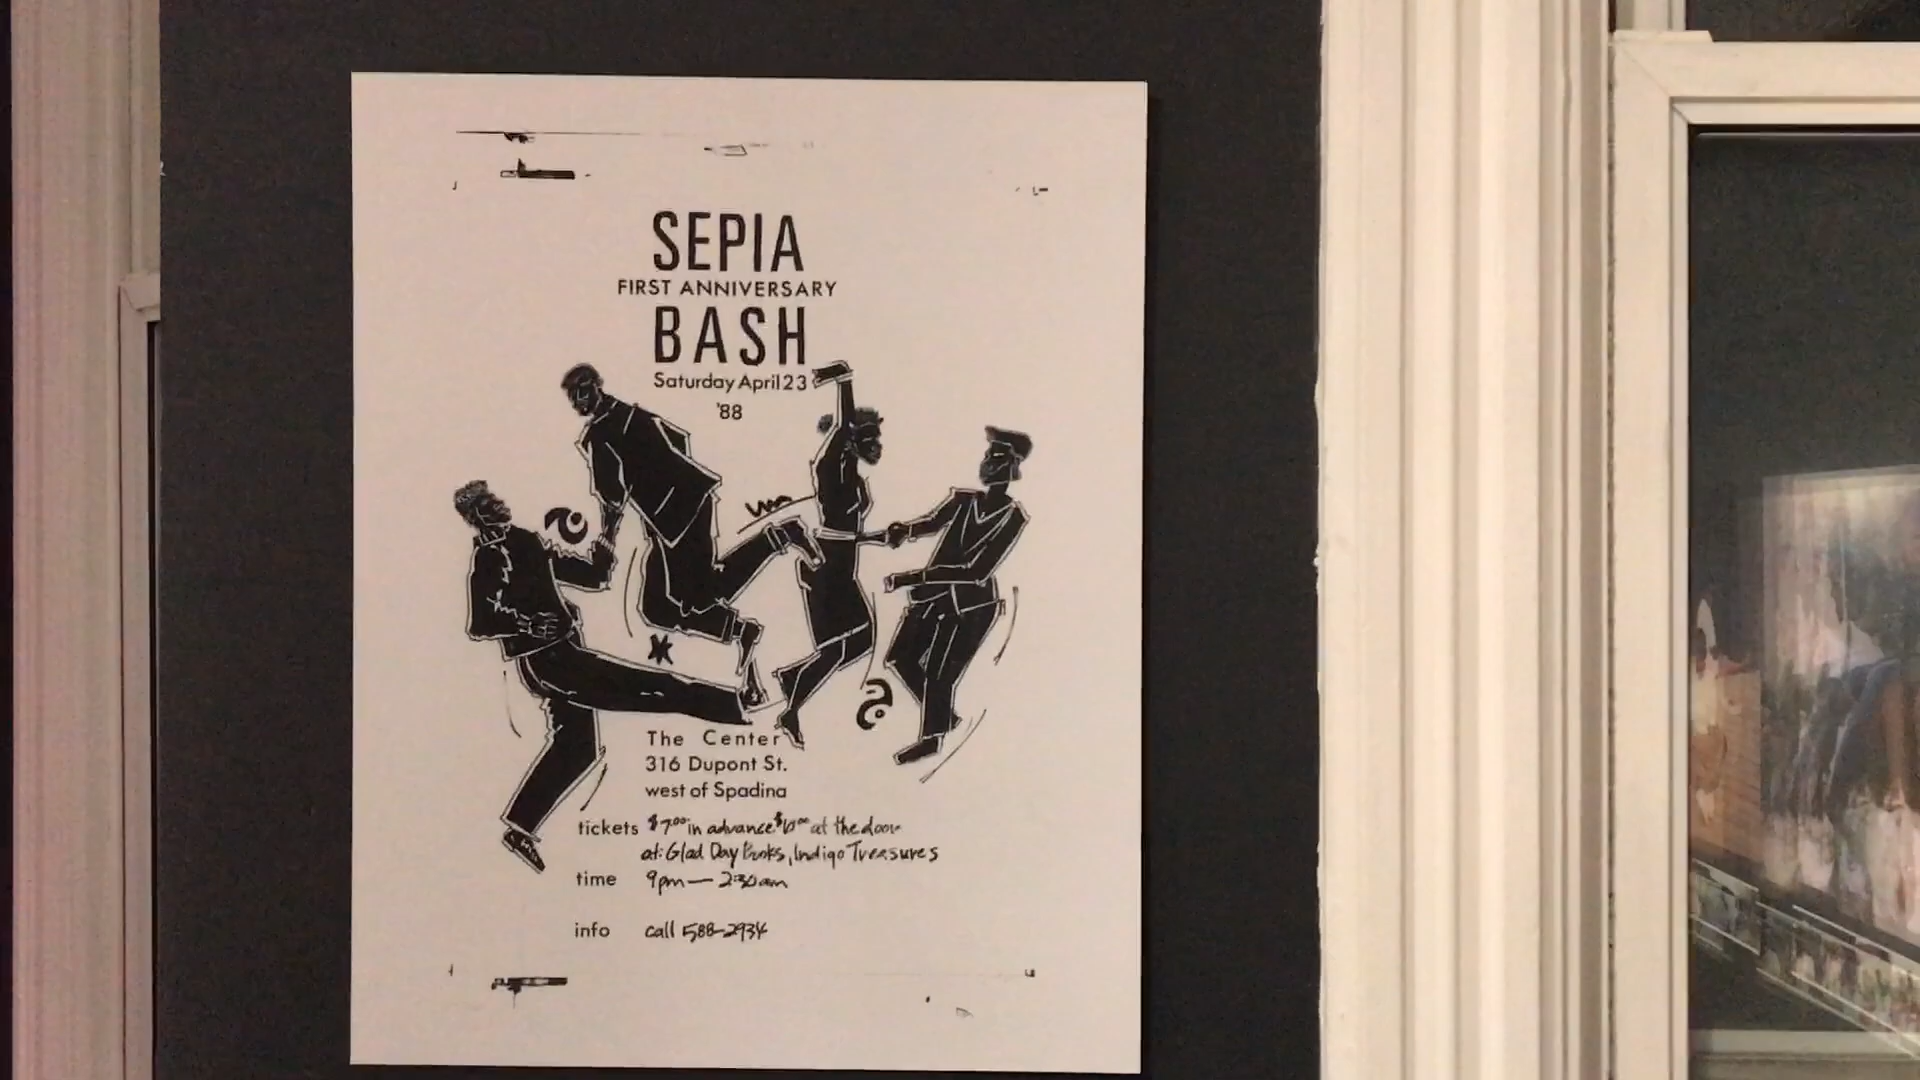 SEPIA
FIRST ANNIVERSARY
BASH
Saturday April 23
'88
The Center
316 Dupont St.
west of Spadina
tickets $7.00 in advance $10.00 at the door
at: Glad Day Books, Indigo Treasures
time 9pm — 2:30am
info call 588-2934